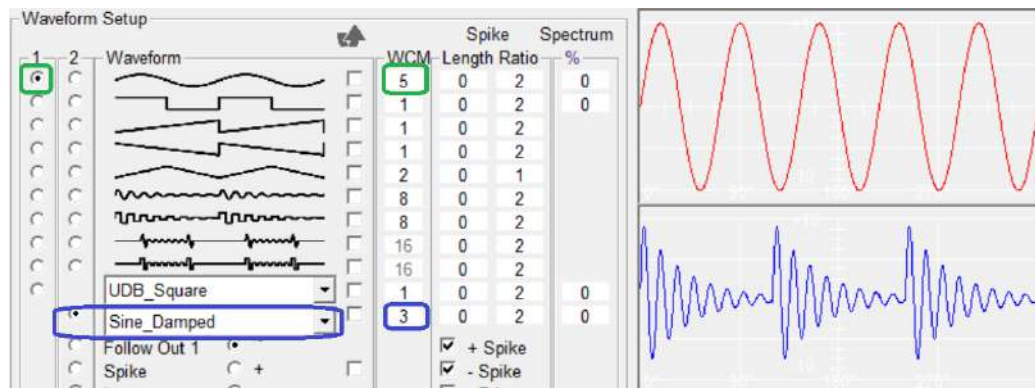 Waveform Setup
Spike Spectrum
1 2 Waveform WCM Length Ratio %
5 0 2 0
1 0 2 0
1 0 2
1 0 2
2 0 1
8 0 2
8 0 2
16 0 2
16 0 2
UDB_Square 1 0 2 0
Sine_Damped 3 0 2 0
Follow Out 1 + Spike
Spike + - Spike